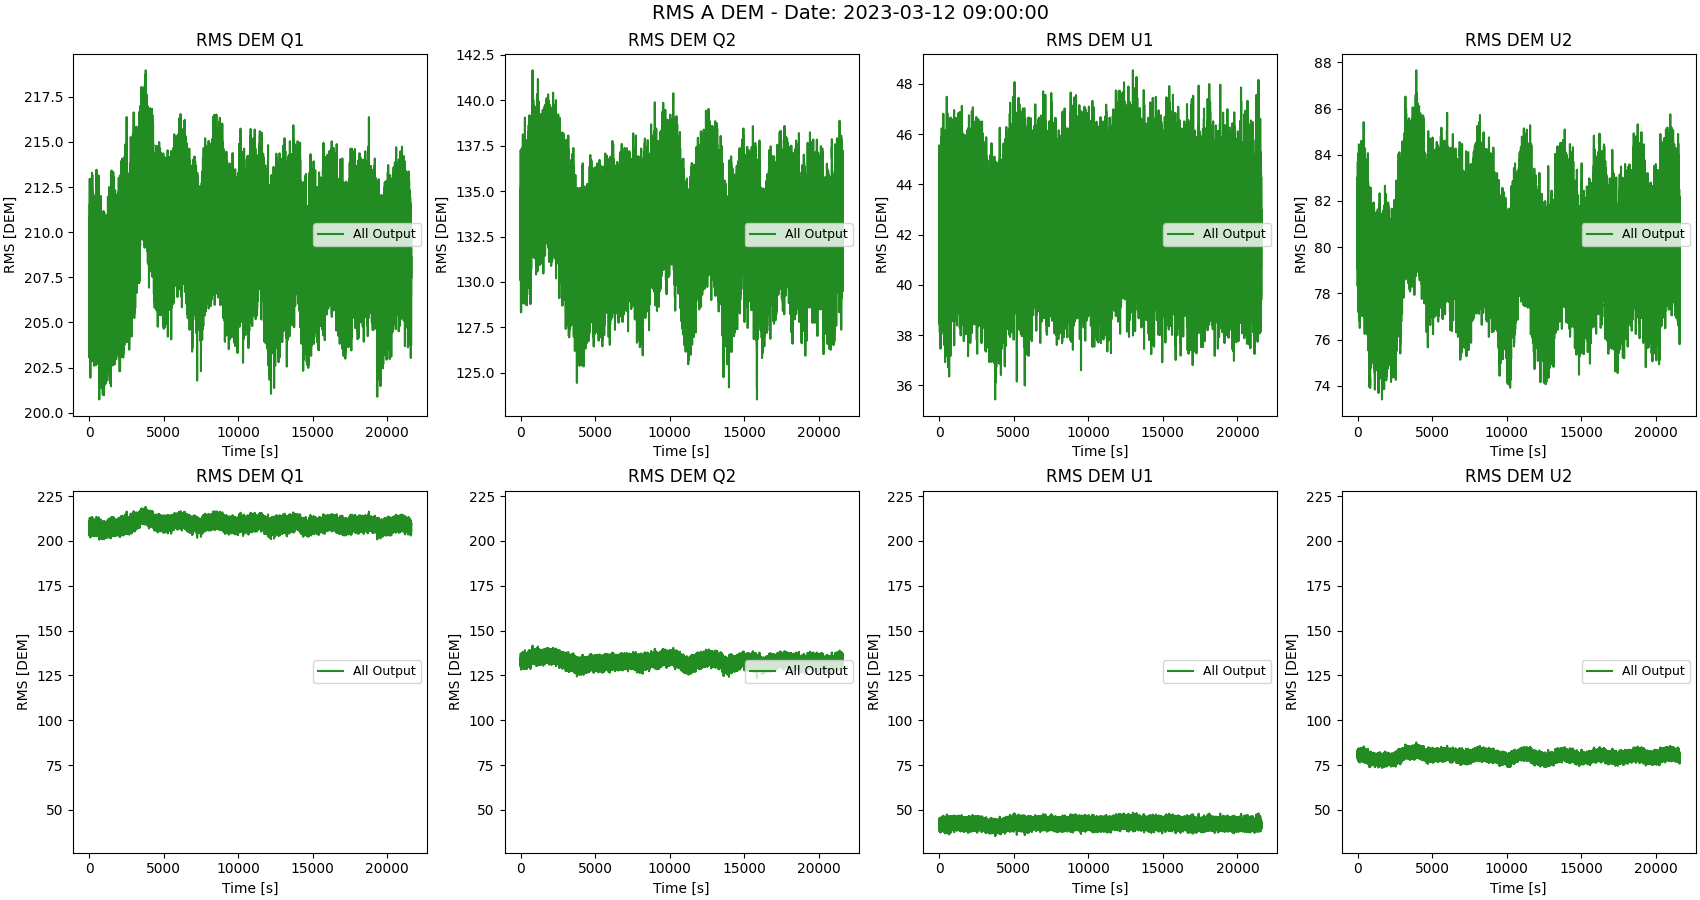 RMS A DEM - Date: 2023-03-12 09:00:00
RMS DEM Q1
RMS [DEM]
217.5
215.0
212.5
210.0
207.5
205.0
202.5
200.0
0 5000 10000 15000 20000
Time [s]
All Output
RMS DEM Q2
RMS [DEM]
142.5
140.0
137.5
135.0
132.5
130.0
127.5
125.0
0 5000 10000 15000 20000
Time [s]
All Output
RMS DEM U1
RMS [DEM]
48
46
44
42
40
38
36
0 5000 10000 15000 20000
Time [s]
All Output
RMS DEM U2
RMS [DEM]
88
86
84
82
80
78
76
74
0 5000 10000 15000 20000
Time [s]
All Output
RMS DEM Q1
RMS [DEM]
225
200
175
150
125
100
75
50
0 5000 10000 15000 20000
Time [s]
All Output
RMS DEM Q2
RMS [DEM]
225
200
175
150
125
100
75
50
0 5000 10000 15000 20000
Time [s]
All Output
RMS DEM U1
RMS [DEM]
225
200
175
150
125
100
75
50
0 5000 10000 15000 20000
Time [s]
All Output
RMS DEM U2
RMS [DEM]
225
200
175
150
125
100
75
50
0 5000 10000 15000 20000
Time [s]
All Output